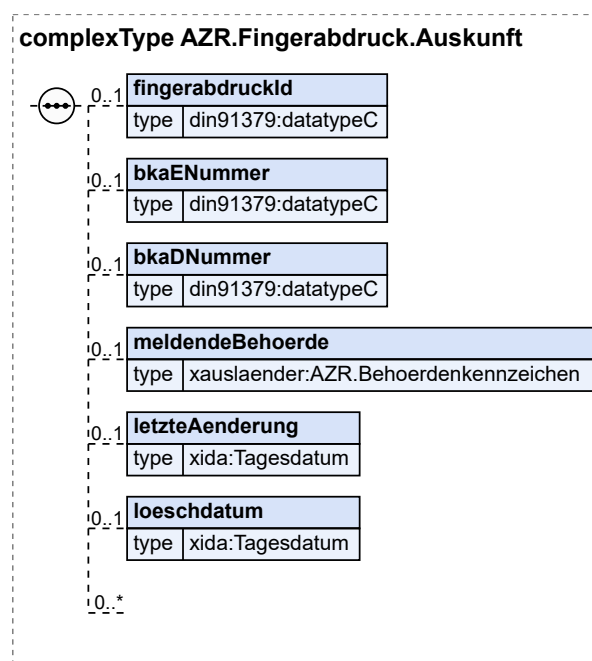 complexType AZR.Fingerabdruck.Auskunft
0..1 fingerabdruckId
type din91379:datatypeC
0..1 bkaENummer
type din91379:datatypeC
0..1 bkaDNummer
type din91379:datatypeC
0..1 meldendeBehoerde
type xauslaender:AZR.Behoerdenkennzeichen
0..1 letzteAenderung
type xida:Tagesdatum
0..1 loeschdatum
type xida:Tagesdatum
0..*